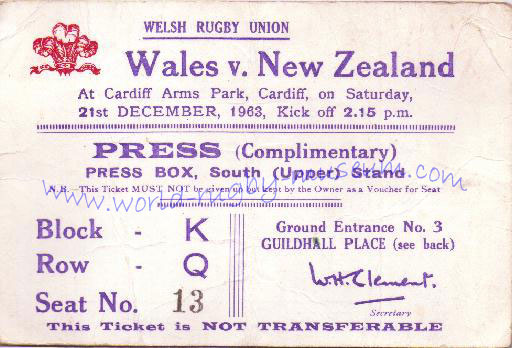 WELSH RUGBY UNION
Wales v. New Zealand
At Cardiff Arms Park, Cardiff, on Saturday,
21st DECEMBER, 1963, Kick off 2.15 p.m.
PRESS (Complimentary)
PRESS BOX, South (Upper) Stand
N.B.—This Ticket MUST NOT be given up but kept by the Owner as a Voucher for Seat
www.world-rugby-museum.com
Block - K
Row - Q
Seat No. 13
Ground Entrance No. 3
GUILDHALL PLACE (see back)
W.H. Clement.
Secretary
This Ticket is NOT TRANSFERABLE